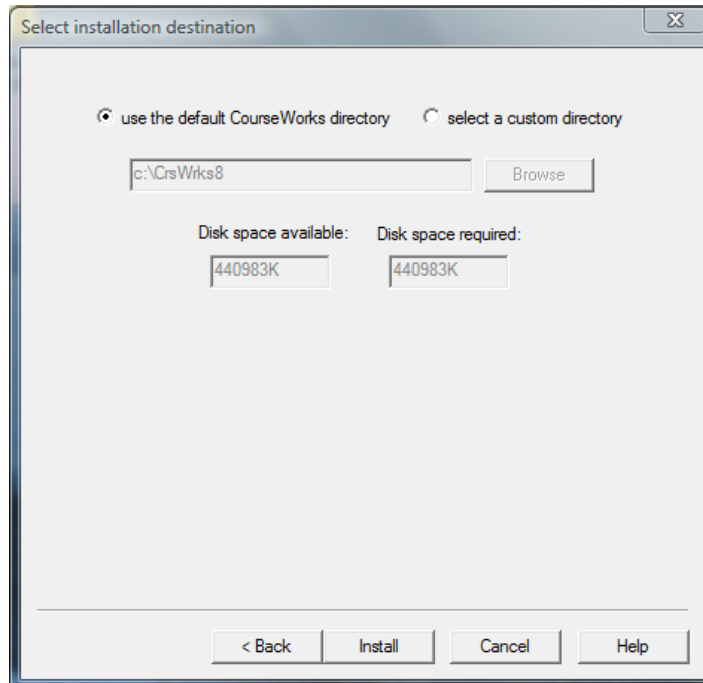 Select installation destination
use the default CourseWorks directory select a custom directory
c:\CrsWrks8 Browse
Disk space available: Disk space required:
440983K 440983K
< Back Install Cancel Help